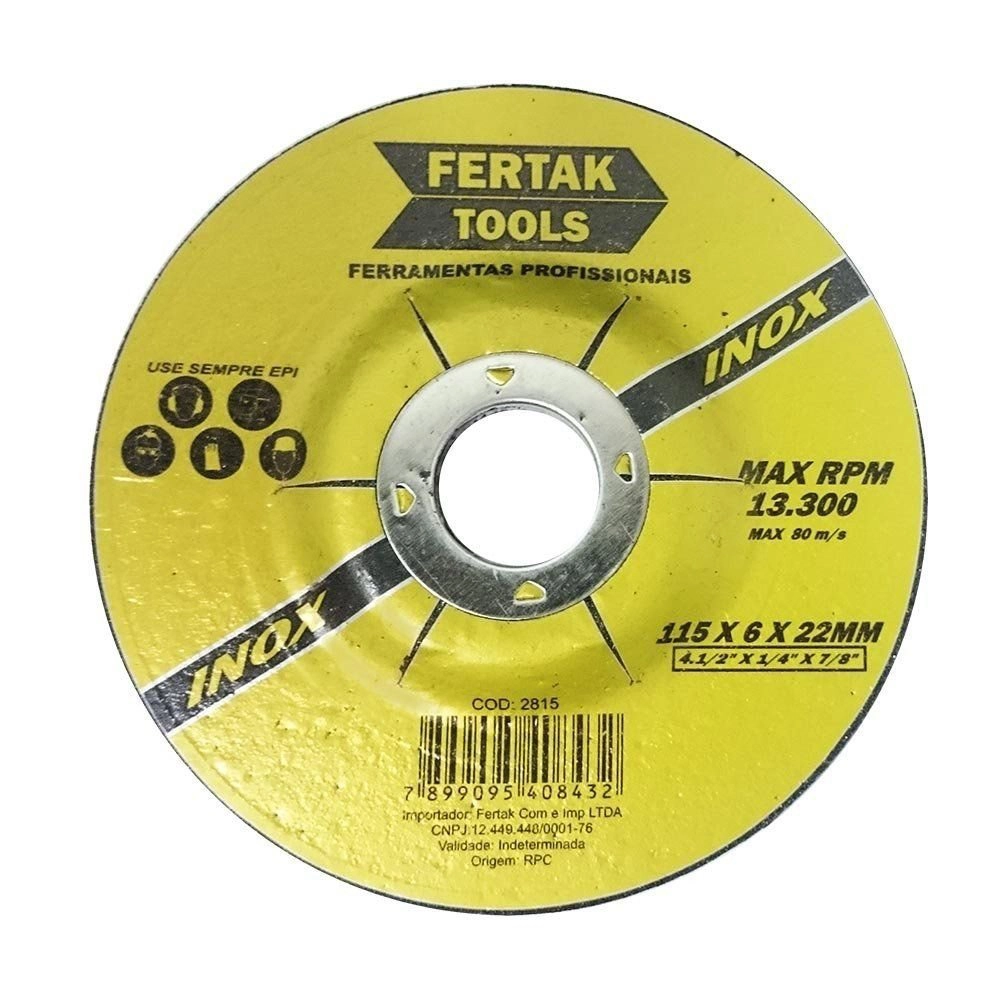 FERTAK
TOOLS
FERRAMENTAS PROFISSIONAIS
INOX
USE SEMPRE EPI
MAX RPM
13.300
MAX 80 m/s
115 X 6 X 22MM
4.1/2" X 1/4" X 7/8"
INOX
COD: 2815
7 899095 408432
Importador: Fertak Com e Imp LTDA
CNPJ:12.449.448/0001-76
Validade: Indeterminada
Origem: RPC